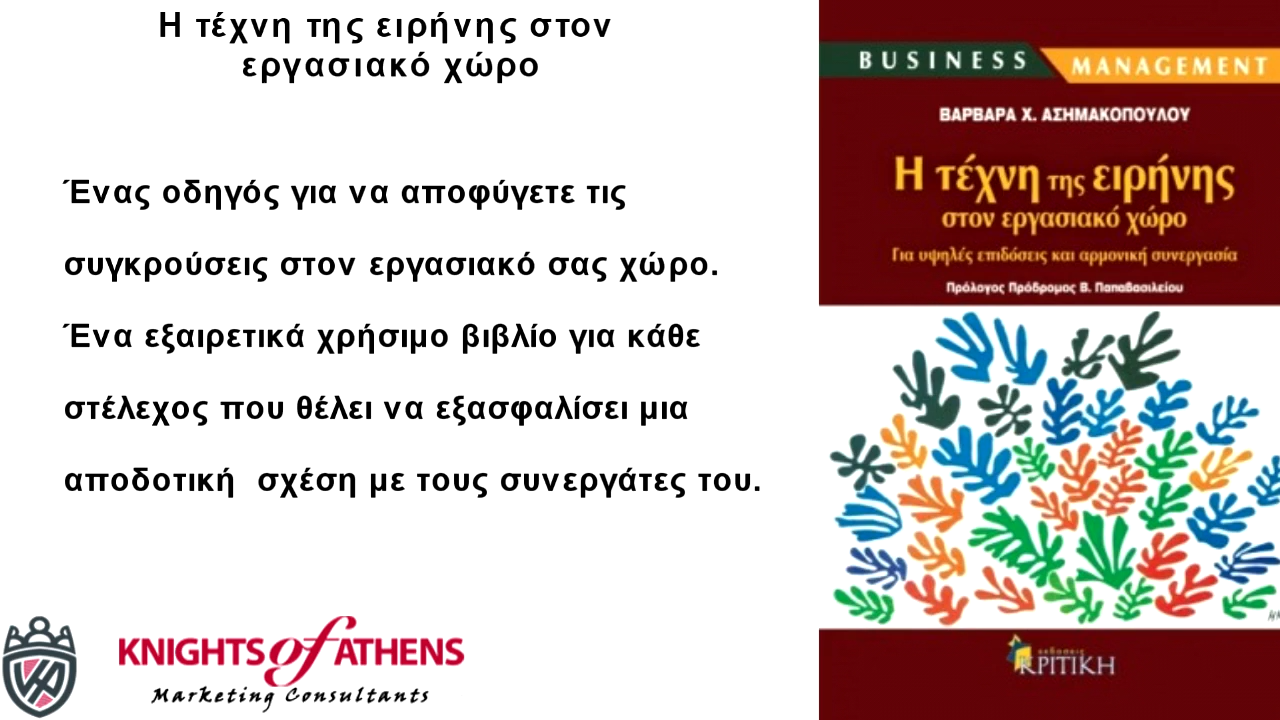 Η τέχνη της ειρήνης στον
εργασιακό χώρο
Ένας οδηγός για να αποφύγετε τις
συγκρούσεις στον εργασιακό σας χώρο.
Ένα εξαιρετικά χρήσιμο βιβλίο για κάθε
στέλεχος που θέλει να εξασφαλίσει μια
αποδοτική  σχέση με τους συνεργάτες του.
KNIGHTS of ATHENS
Marketing Consultants
BUSINESS MANAGEMENT
ΒΑΡΒΑΡΑ Χ. ΑΣΗΜΑΚΟΠΟΥΛΟΥ
Η τέχνη της ειρήνης
στον εργασιακό χώρο
Για υψηλές επιδόσεις και αρμονική συνεργασία
Πρόλογος Πρόδρομος Β. Παπαβασιλείου
εκδοσεις
ΚΡΙΤΙΚΗ